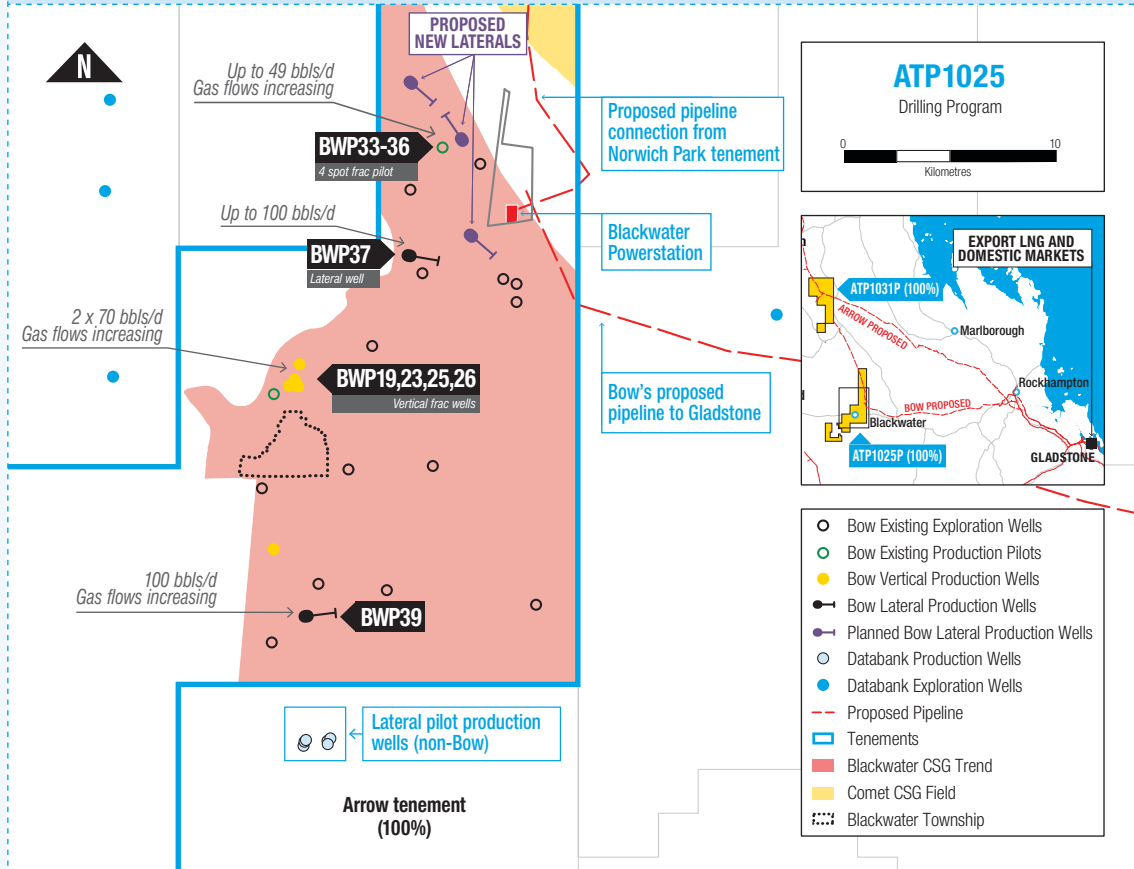 PROPOSED
NEW LATERALS
N
Up to 49 bbls/d
Gas flows increasing
BWP33-36
4 spot frac pilot
Up to 100 bbls/d
BWP37
Lateral well
2 x 70 bbls/d
Gas flows increasing
BWP19,23,25,26
Vertical frac wells
100 bbls/d
Gas flows increasing
BWP39
Lateral pilot production
wells (non-Bow)
Arrow tenement
(100%)
Proposed pipeline
connection from
Norwich Park tenement
Blackwater
Powerstation
Bow's proposed
pipeline to Gladstone
ATP1025
Drilling Program
0 10
Kilometres
EXPORT LNG AND
DOMESTIC MARKETS
ATP1031P (100%)
ARROW PROPOSED
Marlborough
Rockhampton
BOW PROPOSED
Blackwater
ATP1025P (100%)
GLADSTONE
Bow Existing Exploration Wells
Bow Existing Production Pilots
Bow Vertical Production Wells
Bow Lateral Production Wells
Planned Bow Lateral Production Wells
Databank Production Wells
Databank Exploration Wells
Proposed Pipeline
Tenements
Blackwater CSG Trend
Comet CSG Field
Blackwater Township